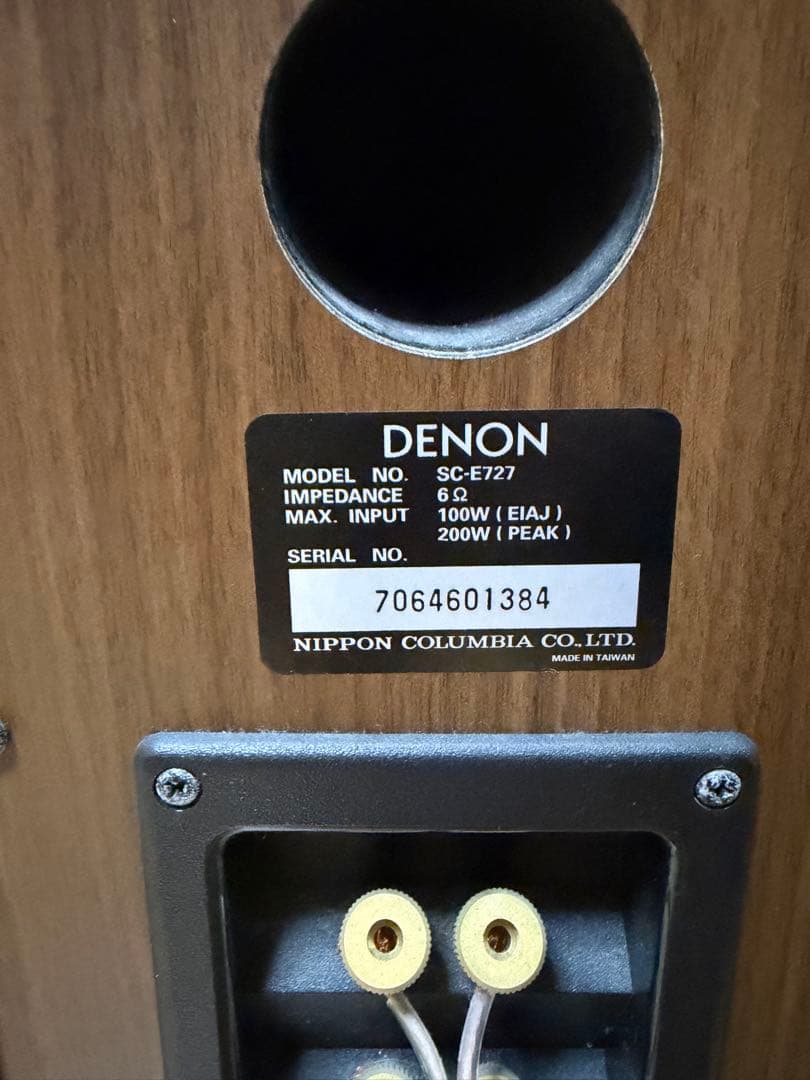 DENON
MODEL NO. SC-E727
IMPEDANCE 6Ω
MAX. INPUT 100W (EIAJ)
200W (PEAK)
SERIAL NO.
7064601384
NIPPON COLUMBIA CO.,LTD.
MADE IN TAIWAN